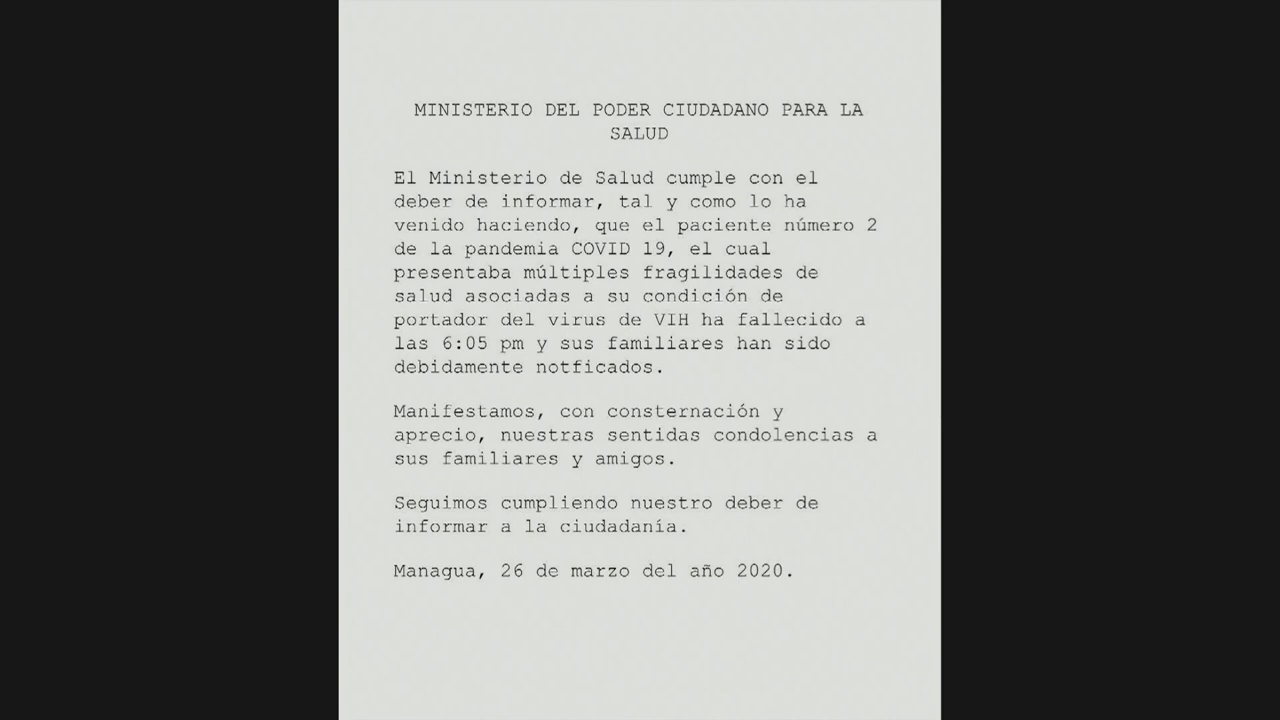 MINISTERIO DEL PODER CIUDADANO PARA LA
SALUD
El Ministerio de Salud cumple con el
deber de informar, tal y como lo ha
venido haciendo, que el paciente número 2
de la pandemia COVID 19, el cual
presentaba múltiples fragilidades de
salud asociadas a su condición de
portador del virus de VIH ha fallecido a
las 6:05 pm y sus familiares han sido
debidamente notficados.
Manifestamos, con consternación y
aprecio, nuestras sentidas condolencias a
sus familiares y amigos.
Seguimos cumpliendo nuestro deber de
informar a la ciudadanía.
Managua, 26 de marzo del año 2020.